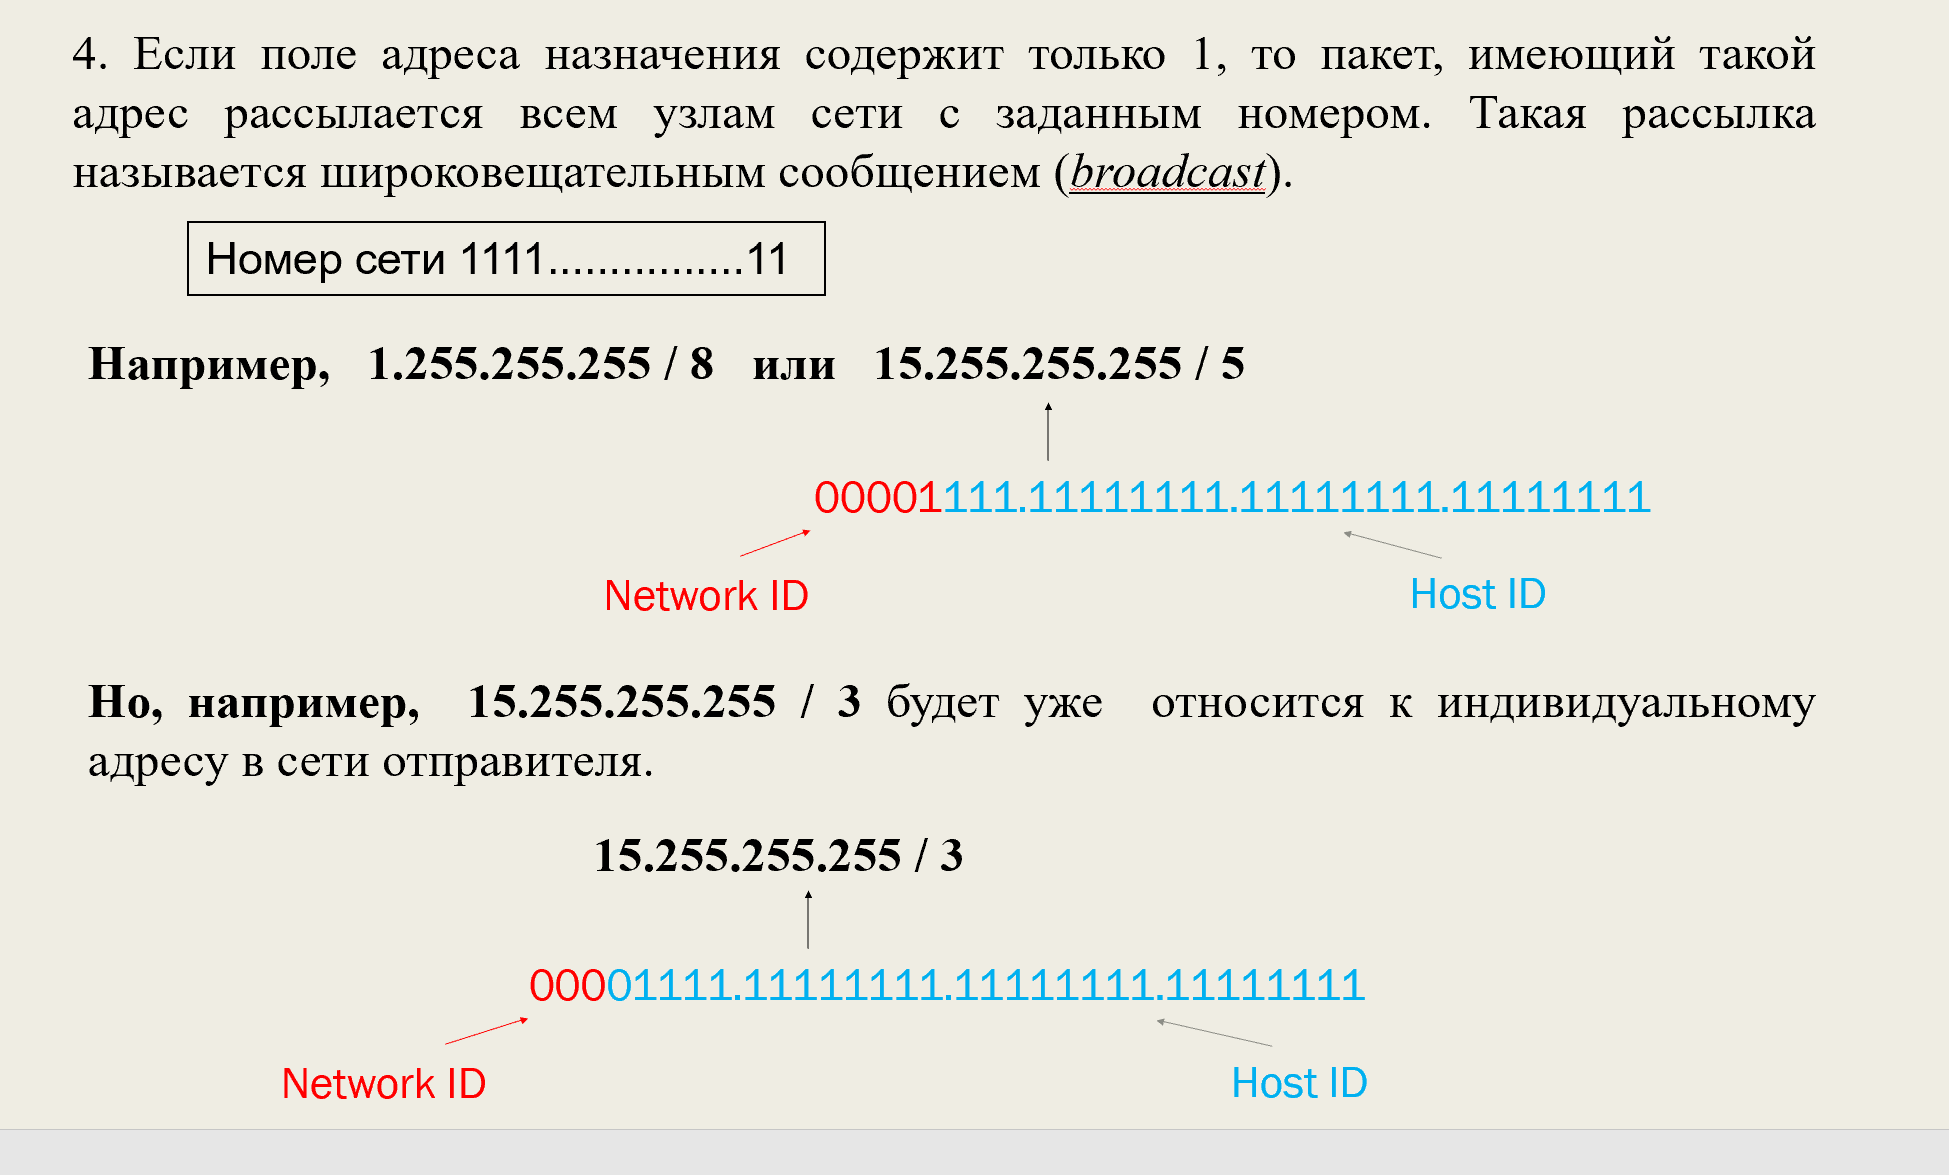 4. Если поле адреса назначения содержит только 1, то пакет, имеющий такой
адрес рассылается всем узлам сети с заданным номером. Такая рассылка
называется широковещательным сообщением (broadcast).
Номер сети 1111................11
Например, 1.255.255.255 / 8 или 15.255.255.255 / 5
00001111.11111111.11111111.11111111
Network ID
Host ID
Но, например, 15.255.255.255 / 3 будет уже относится к индивидуальному
адресу в сети отправителя.
15.255.255.255 / 3
00001111.11111111.11111111.11111111
Network ID
Host ID